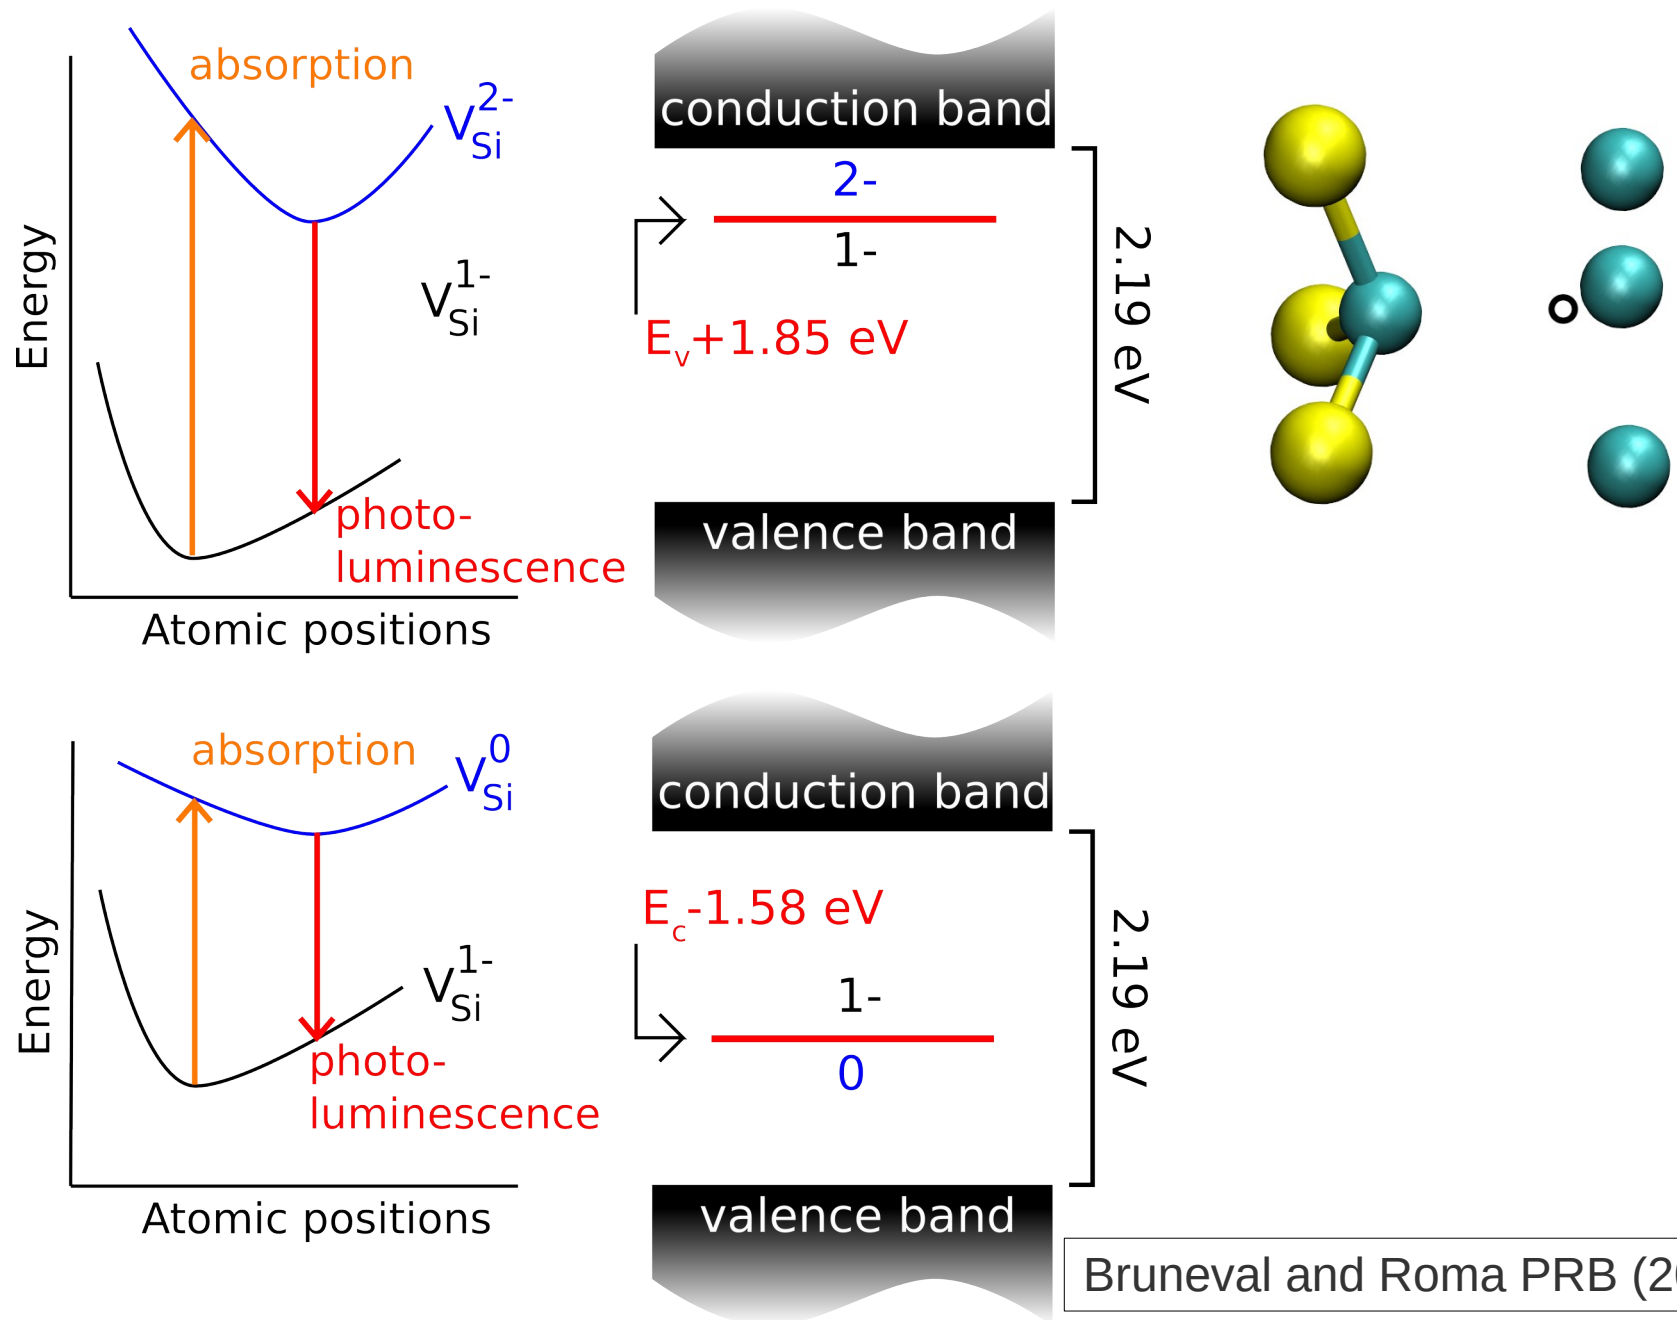 absorption
V_Si^2-
V_Si^1-
Energy
photo-
luminescence
Atomic positions
conduction band
2-
1-
E_v+1.85 eV
2.19 eV
valence band
absorption
V_Si^0
V_Si^1-
Energy
photo-
luminescence
Atomic positions
conduction band
E_c-1.58 eV
1-
0
2.19 eV
valence band
Bruneval and Roma PRB